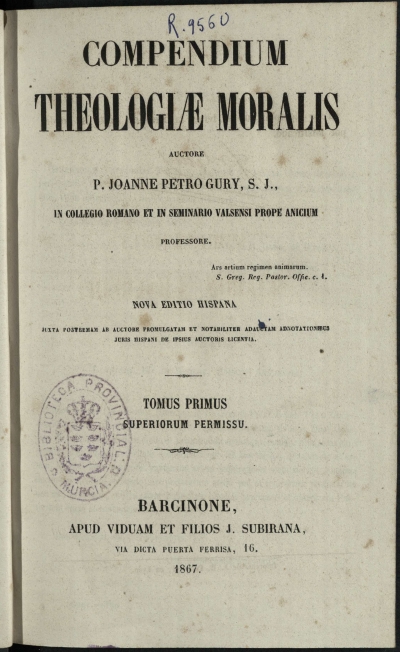 R.9560
COMPENDIUM
THEOLOGIÆ MORALIS
AUCTORE
P. JOANNE PETRO GURY, S. J.,
IN COLLEGIO ROMANO ET IN SEMINARIO VALSENSI PROPE ANICIUM
PROFESSORE.
Ars artium regimen animarum.
S. Greg. Reg. Pastor. Offic. c. 1.
NOVA EDITIO HISPANA
JUXTA POSTREMAM AB AUCTORE PROMULGATAM ET NOTABILITER ADAUCTAM ADNOTATIONIBUS
JURIS HISPANI DE IPSIUS AUCTORIS LICENTIA.
TOMUS PRIMUS
SUPERIORUM PERMISSU.
BIBLIOTECA PROVINCIAL
MURCIA
BARCINONE,
APUD VIDUAM ET FILIOS J. SUBIRANA,
VIA DICTA PUERTA FERRISA, 16.
1867.